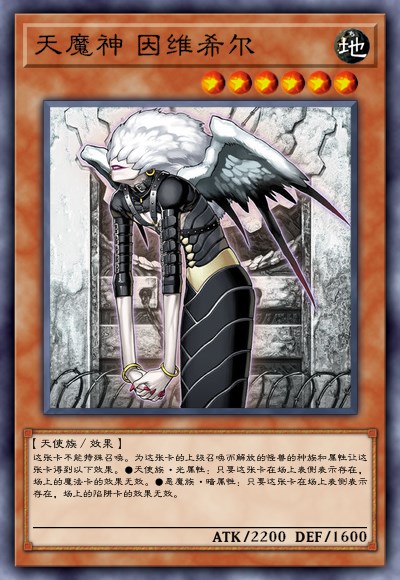 天魔神 因维希尔
地
【天使族／效果】
这张卡不能特殊召唤。为这张卡的上级召唤而解放的怪兽的种族和属性让这
张卡得到以下效果。●天使族·光属性：只要这张卡在场上表侧表示存在，
场上的魔法卡的效果无效。●恶魔族·暗属性：只要这张卡在场上表侧表示
存在，场上的陷阱卡的效果无效。
ATK/2200 DEF/1600